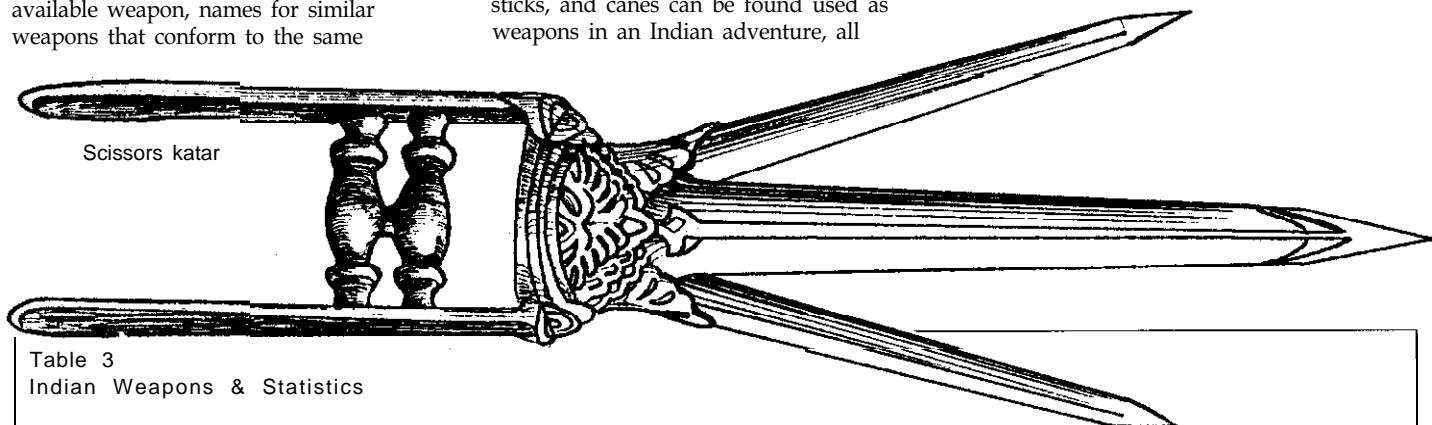 available weapon, names for similar
weapons that conform to the same
sticks, and canes can be found used as
weapons in an Indian adventure, all
Scissors katar
Table 3
Indian Weapons & Statistics